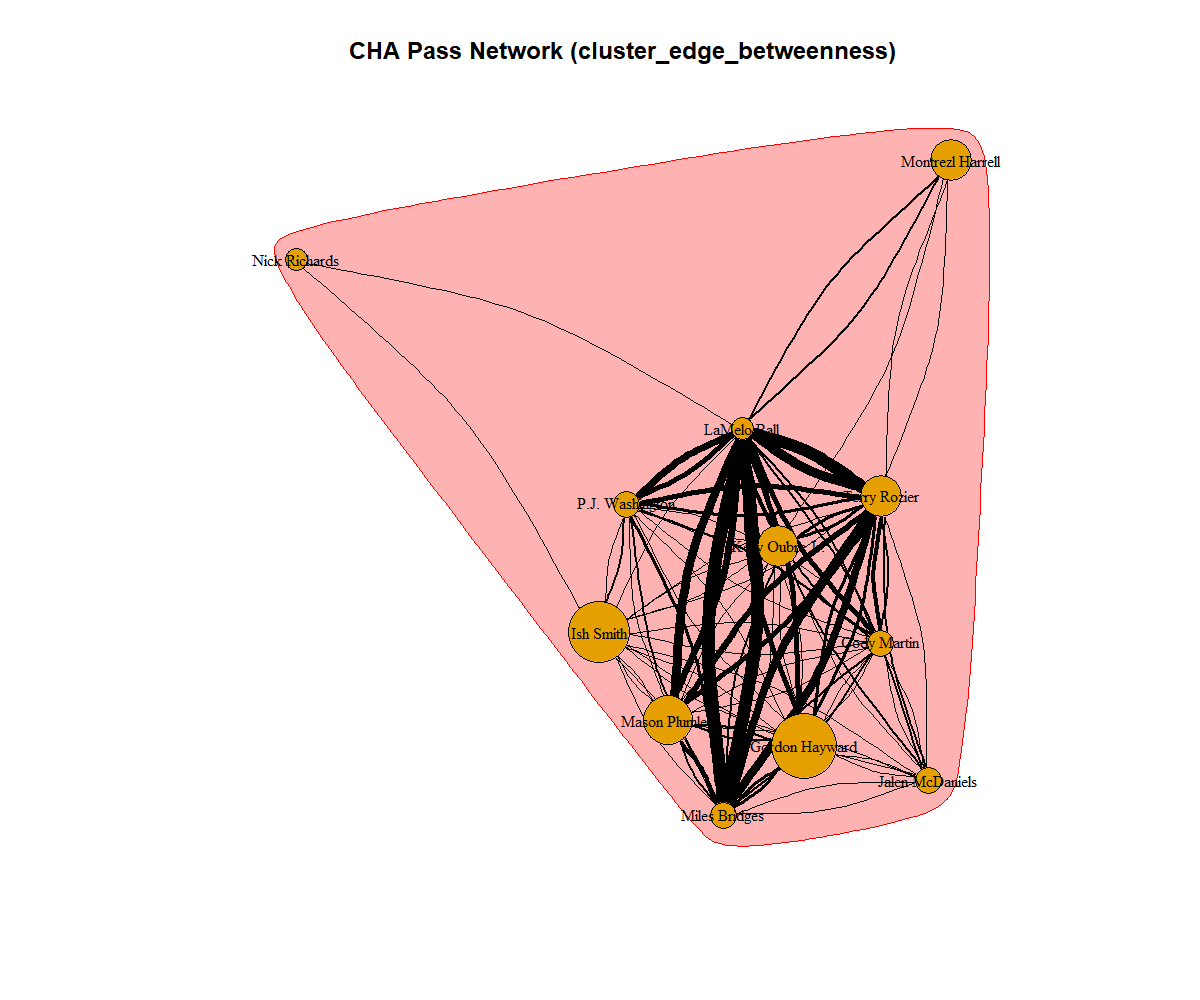 CHA Pass Network (cluster_edge_betweenness)
Montrezl Harrell
Nick Richards
LaMelo Ball
Terry Rozier
P.J. Washington
Kelly Oubre Jr.
Ish Smith
Cody Martin
Mason Plumlee
Gordon Hayward
Jalen McDaniels
Miles Bridges